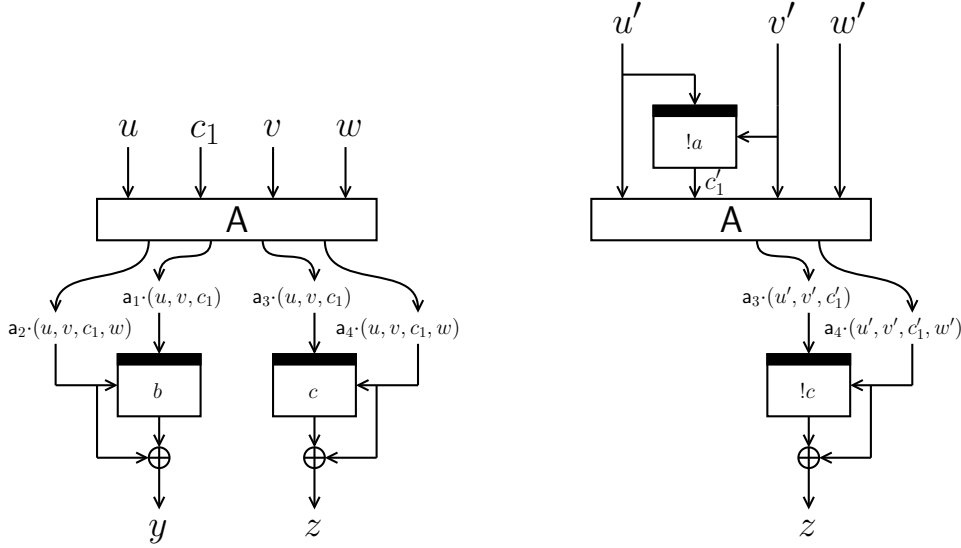 u′ v′ w′
u c₁ v w
!a
c′₁
A A
a₁·(u, v, c₁) a₃·(u, v, c₁) a₃·(u′, v′, c′₁)
a₂·(u, v, c₁, w) a₄·(u, v, c₁, w) a₄·(u′, v′, c′₁, w′)
b c !c
y z z